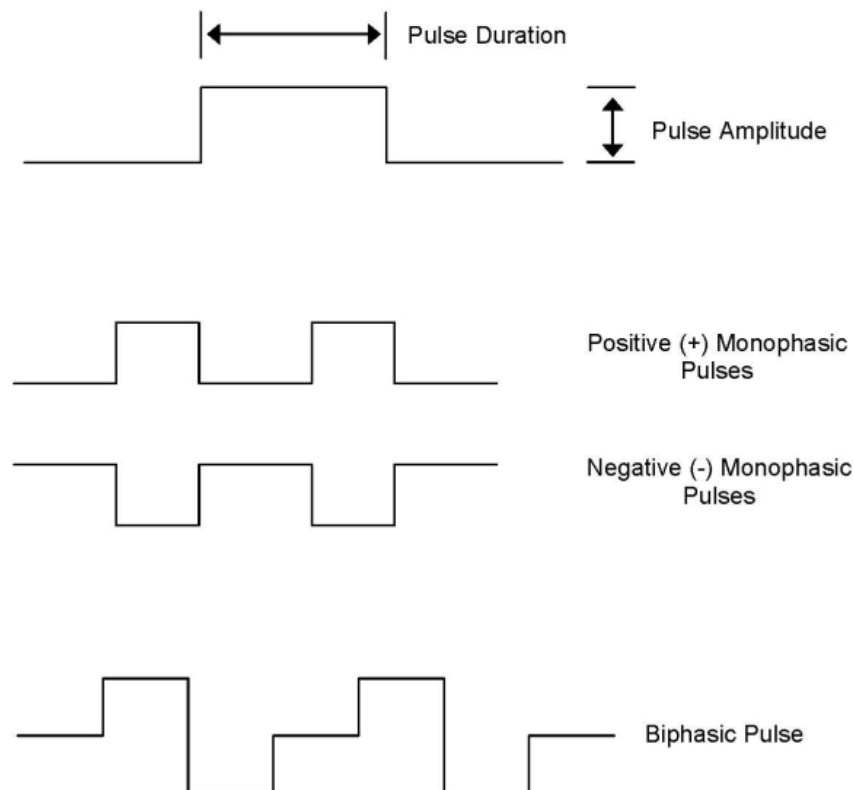 Pulse Duration
Pulse Amplitude
Positive (+) Monophasic
Pulses
Negative (-) Monophasic
Pulses
Biphasic Pulse